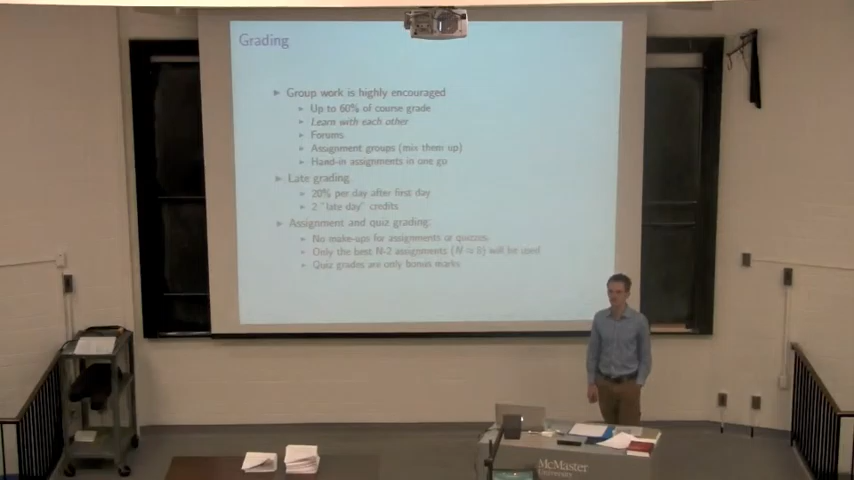 Grading
Group work is highly encouraged
Up to 60% of course grade
Learn with each other
Forums
Assignment groups (mix them up)
Hand-in assignments in one go
Late grading
20% per day after first day
2 "late day" credits
Assignment and quiz grading:
No make-ups for assignments or quizzes
Only the best N-2 assignments (N ≈ 8) will be used
Quiz grades are only bonus marks
McMaster
University